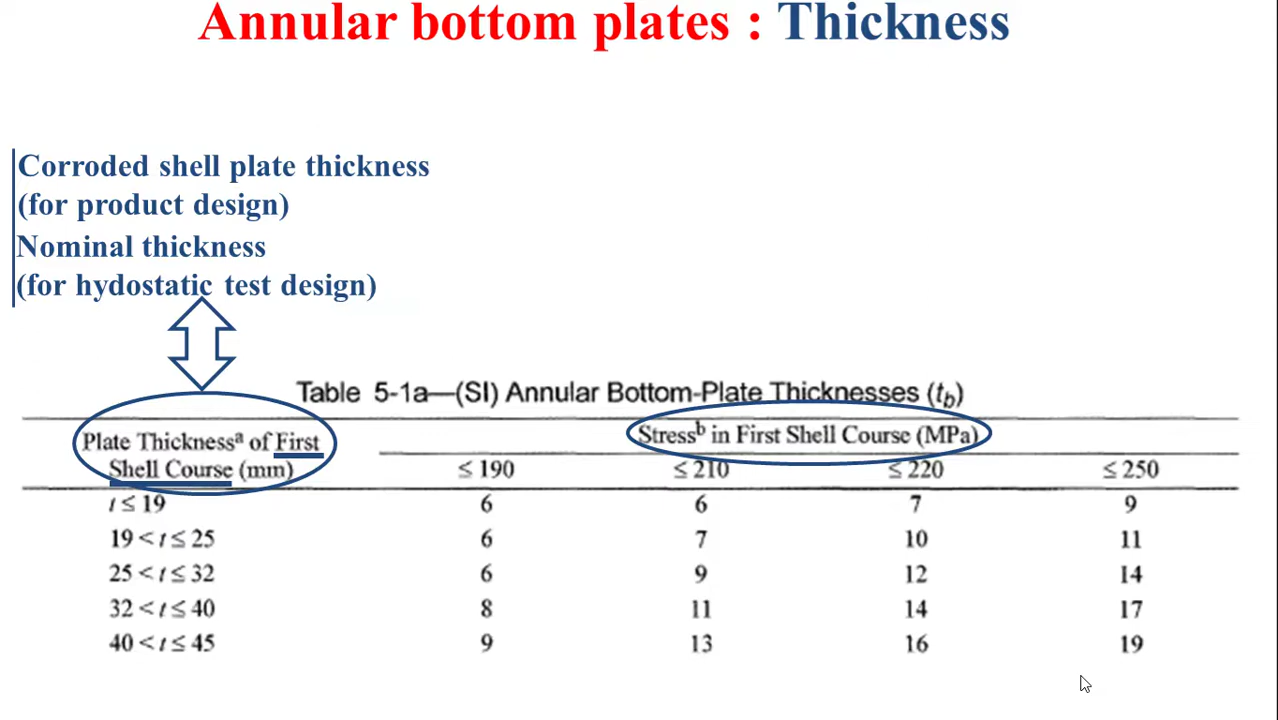 Annular bottom plates : Thickness
Corroded shell plate thickness
(for product design)
Nominal thickness
(for hydostatic test design)
Table 5-1a—(SI) Annular Bottom-Plate Thicknesses (tb)
Plate Thicknessª of First
Shell Course (mm)
Stressᵇ in First Shell Course (MPa)
≤ 190 ≤ 210 ≤ 220 ≤ 250
t ≤ 19 6 6 7 9
19 < t ≤ 25 6 7 10 11
25 < t ≤ 32 6 9 12 14
32 < t ≤ 40 8 11 14 17
40 < t ≤ 45 9 13 16 19